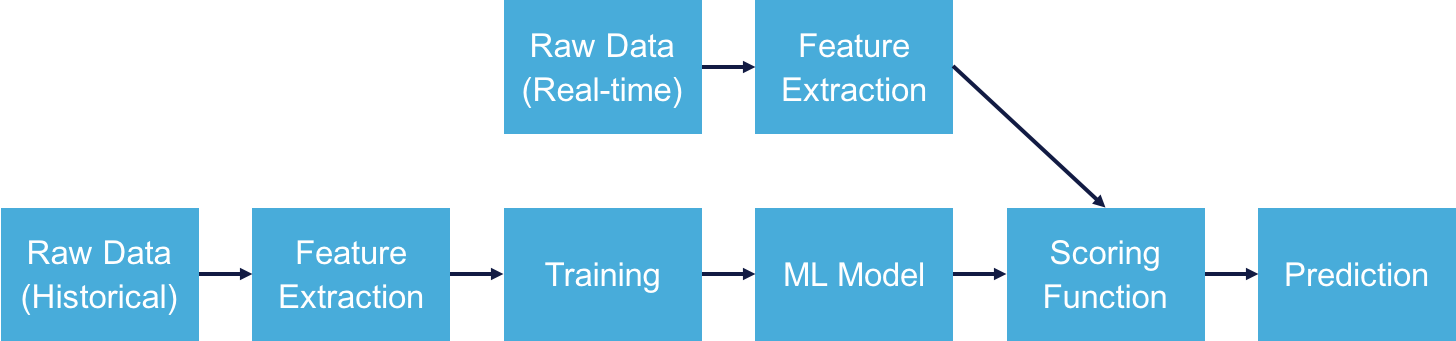 Raw Data
(Real-time)
Feature
Extraction
Raw Data
(Historical)
Feature
Extraction
Training
ML Model
Scoring
Function
Prediction